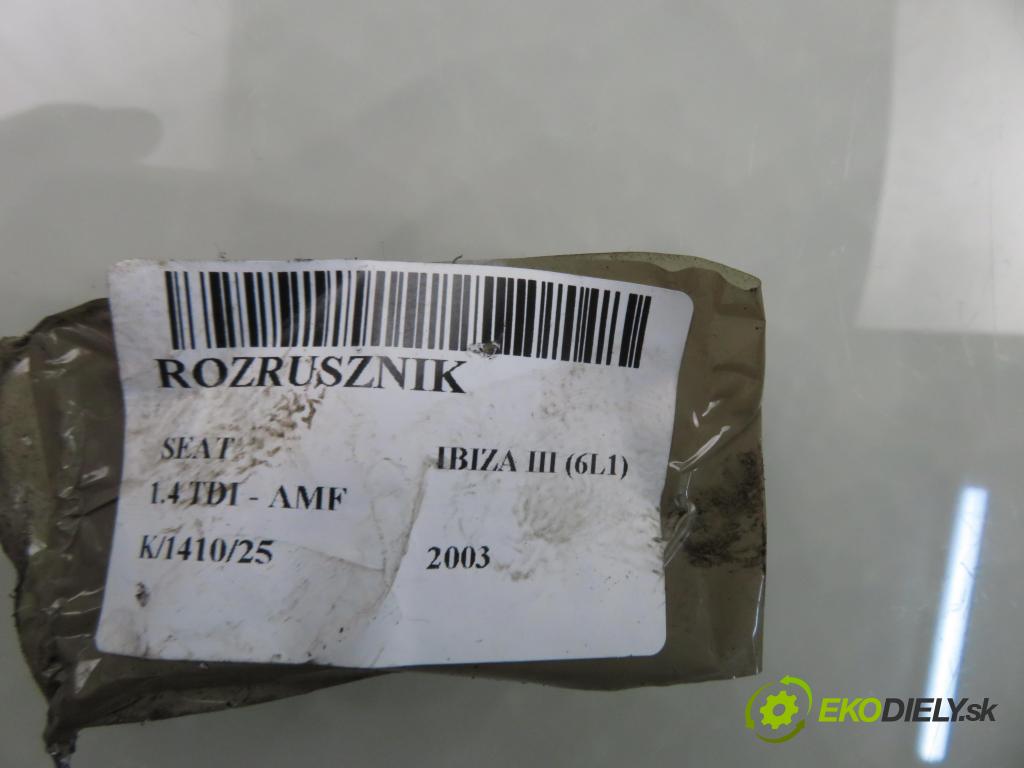 ROZRUSZNIK
SEAT IBIZA III (6L1)
1.4 TDI - AMF
K/1410/25 2003
EKODIELY.sk